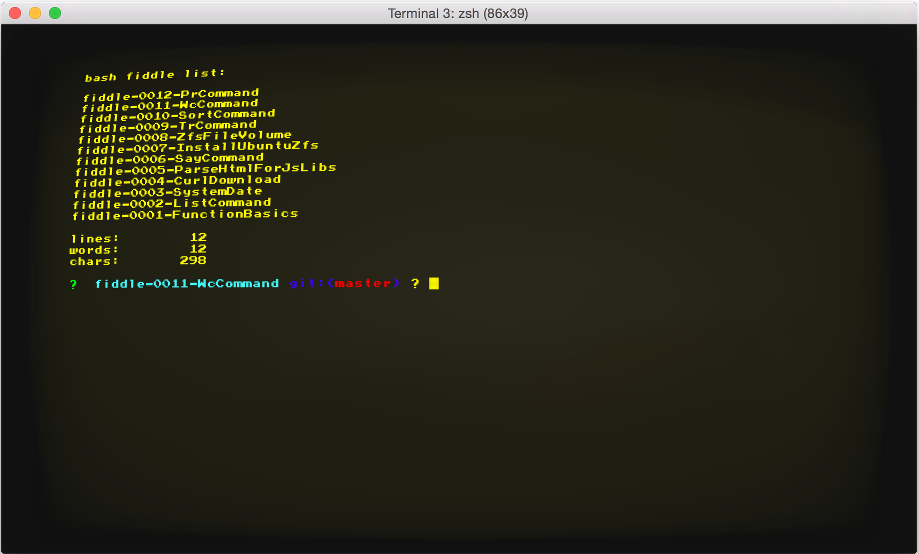 Terminal 3: zsh (86x39)
bash fiddle list:
fiddle-0012-PrCommand
fiddle-0011-WcCommand
fiddle-0010-SortCommand
fiddle-0009-TrCommand
fiddle-0008-ZfsFileVolume
fiddle-0007-InstallUbuntuZfs
fiddle-0006-SayCommand
fiddle-0005-ParseHtmlForJsLibs
fiddle-0004-CurlDownload
fiddle-0003-SystemDate
fiddle-0002-ListCommand
fiddle-0001-FunctionBasics
lines: 12
words: 12
chars: 298
? fiddle-0011-WcCommand git:(master) ?